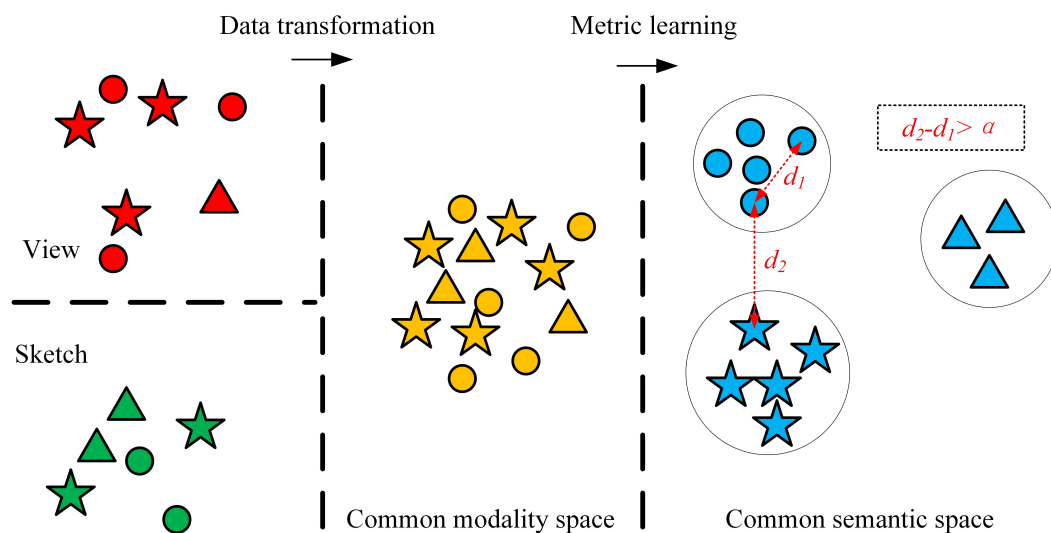 Data transformation
Metric learning
d₂-d₁> α
d₁
View
d₂
Sketch
Common modality space
Common semantic space